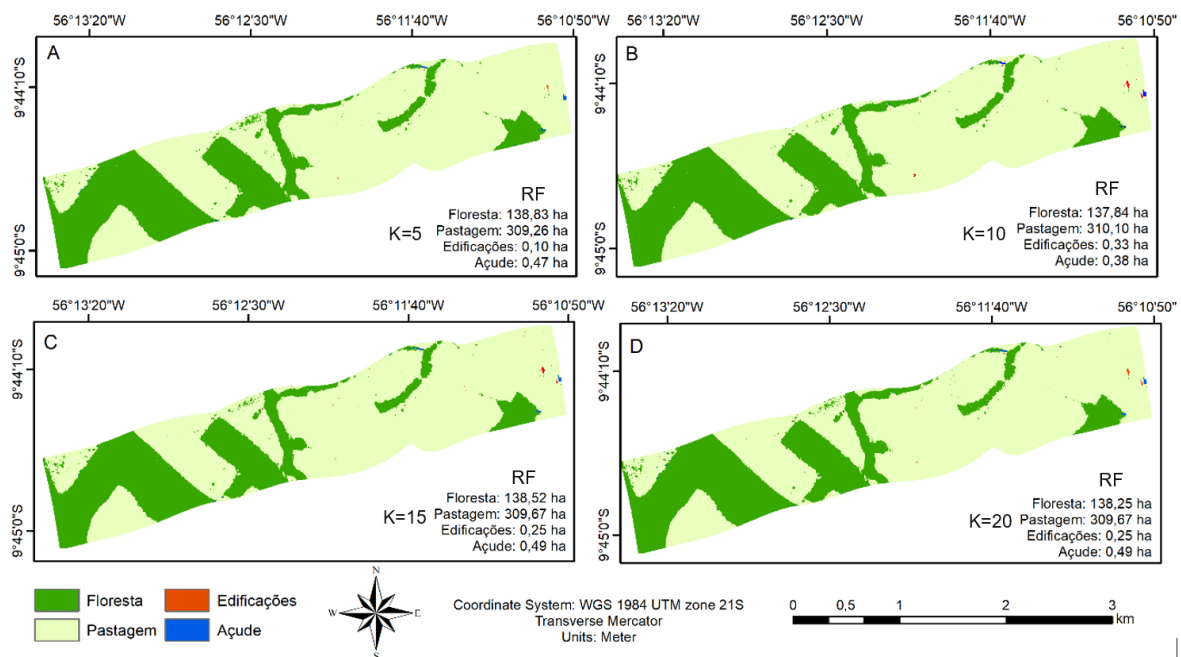 56°13'20"W 56°12'30"W 56°11'40"W 56°10'50"W
56°13'20"W 56°12'30"W 56°11'40"W 56°10'50"W
A
9°44'10"S
9°45'0"S
RF
Floresta: 138,83 ha
K=5 Pastagem: 309,26 ha
Edificações: 0,10 ha
Açude: 0,47 ha
B
9°44'10"S
9°45'0"S
RF
Floresta: 137,84 ha
K=10 Pastagem: 310,10 ha
Edificações: 0,33 ha
Açude: 0,38 ha
56°13'20"W 56°12'30"W 56°11'40"W 56°10'50"W
56°13'20"W 56°12'30"W 56°11'40"W 56°10'50"W
C
9°44'10"S
9°45'0"S
RF
Floresta: 138,52 ha
K=15 Pastagem: 309,67 ha
Edificações: 0,25 ha
Açude: 0,49 ha
D
9°44'10"S
9°45'0"S
RF
Floresta: 138,25 ha
K=20 Pastagem: 309,67 ha
Edificações: 0,25 ha
Açude: 0,49 ha
Floresta Edificações
Pastagem Açude
N
W E
S
Coordinate System: WGS 1984 UTM zone 21S
Transverse Mercator
Units: Meter
0 0,5 1 2 3
km